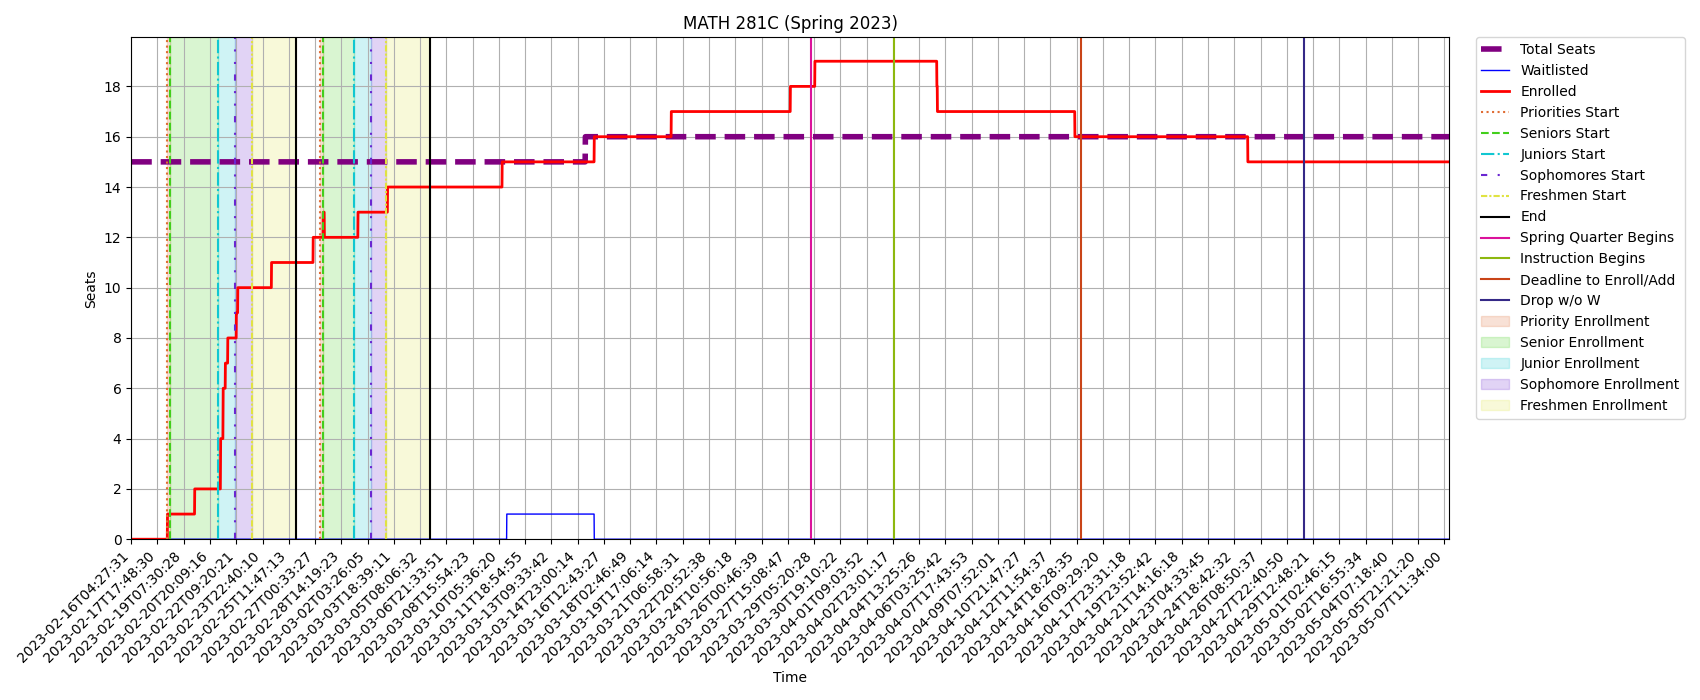 MATH 281C (Spring 2023)
Seats
18
16
14
12
10
8
6
4
2
0
2023-02-16T04:27:31
2023-02-17T17:48:30
2023-02-19T07:30:28
2023-02-20T20:09:16
2023-02-22T09:20:21
2023-02-23T22:40:10
2023-02-25T11:47:13
2023-02-27T00:33:27
2023-02-28T14:19:23
2023-03-02T03:26:05
2023-03-03T18:39:11
2023-03-05T08:06:32
2023-03-06T21:33:51
2023-03-08T15:54:23
2023-03-10T05:36:20
2023-03-11T18:54:55
2023-03-13T09:33:42
2023-03-14T23:00:14
2023-03-16T12:43:27
2023-03-18T02:46:49
2023-03-19T17:06:14
2023-03-21T06:58:31
2023-03-22T20:52:38
2023-03-24T10:56:18
2023-03-26T00:46:39
2023-03-27T15:08:47
2023-03-29T05:20:28
2023-03-30T19:10:22
2023-04-01T09:03:52
2023-04-02T23:01:17
2023-04-04T13:25:26
2023-04-06T03:25:42
2023-04-07T17:43:53
2023-04-09T07:52:01
2023-04-10T21:47:27
2023-04-12T11:54:37
2023-04-14T18:28:35
2023-04-16T09:29:20
2023-04-17T23:31:18
2023-04-19T23:52:42
2023-04-21T14:16:18
2023-04-23T04:33:45
2023-04-24T18:42:32
2023-04-26T08:50:37
2023-04-27T22:40:50
2023-04-29T12:48:21
2023-05-01T02:46:15
2023-05-02T16:55:34
2023-05-04T07:18:40
2023-05-05T21:21:20
2023-05-07T11:34:00
Time
Total Seats
Waitlisted
Enrolled
Priorities Start
Seniors Start
Juniors Start
Sophomores Start
Freshmen Start
End
Spring Quarter Begins
Instruction Begins
Deadline to Enroll/Add
Drop w/o W
Priority Enrollment
Senior Enrollment
Junior Enrollment
Sophomore Enrollment
Freshmen Enrollment